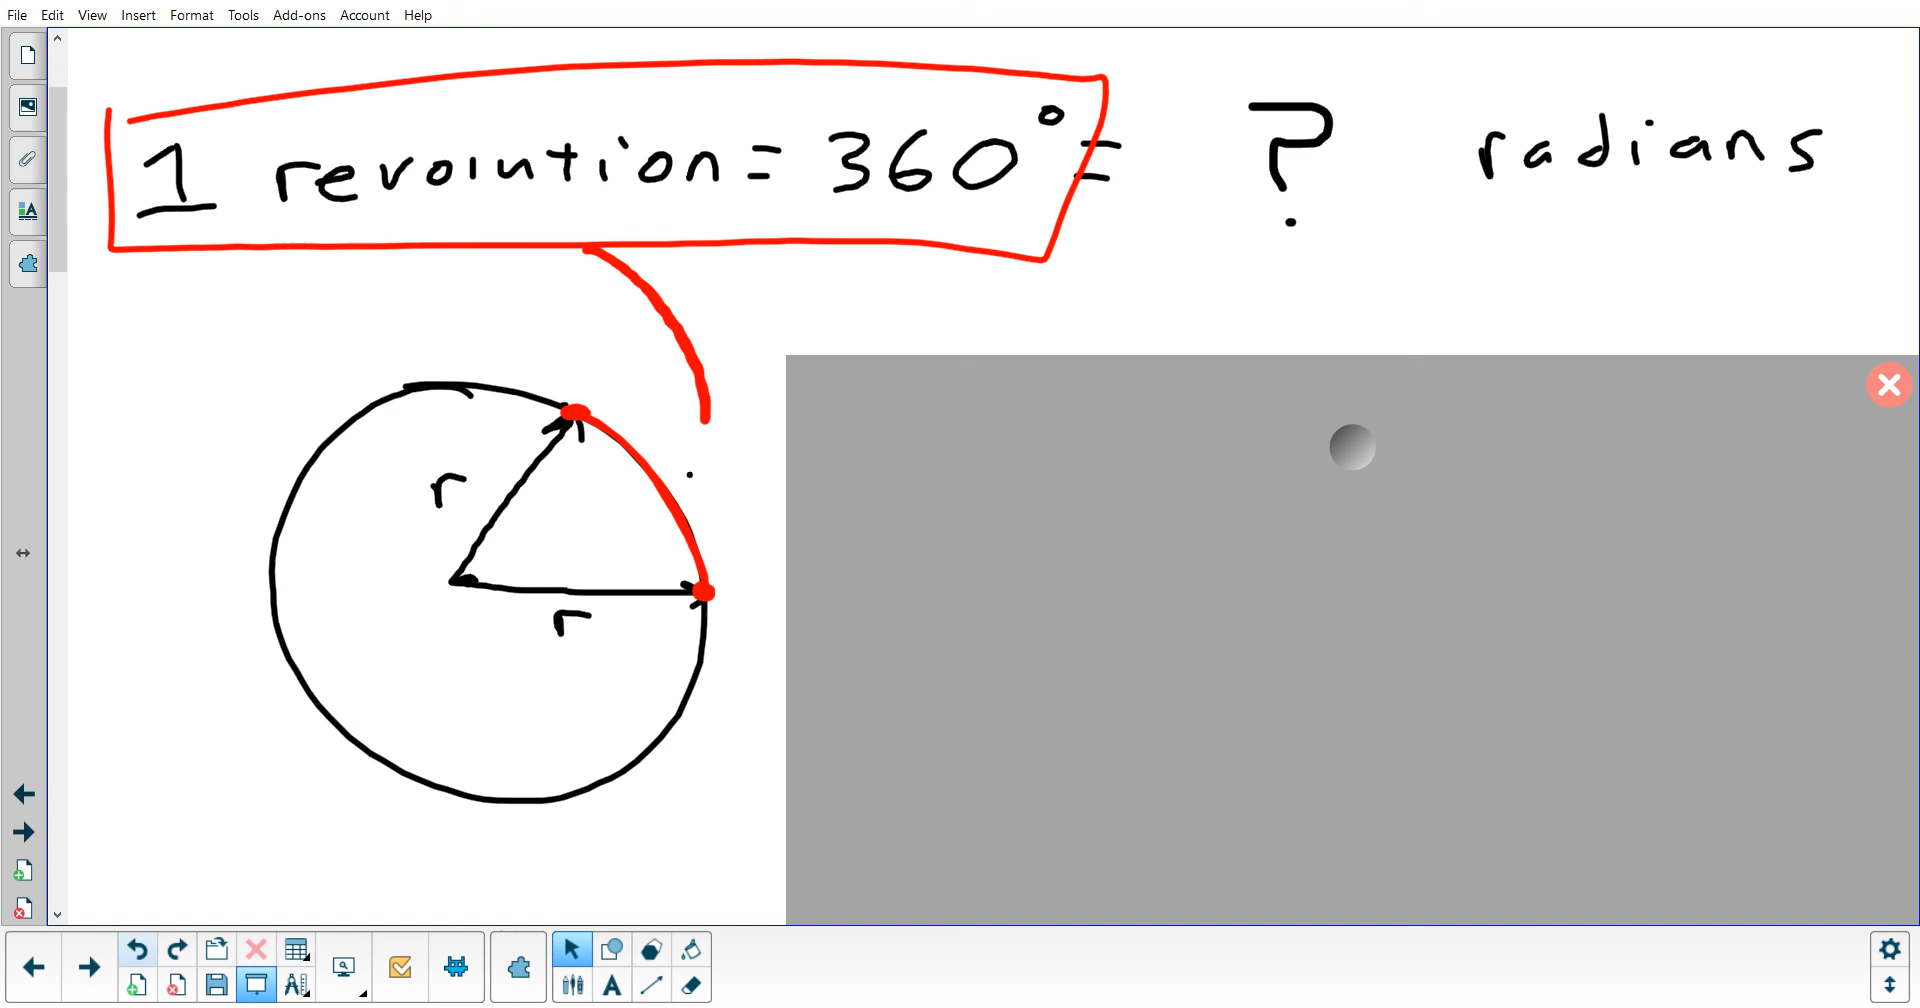 File Edit View Insert Format Tools Add-ons Account Help
1 revolution = 360° = ? radians
r
r